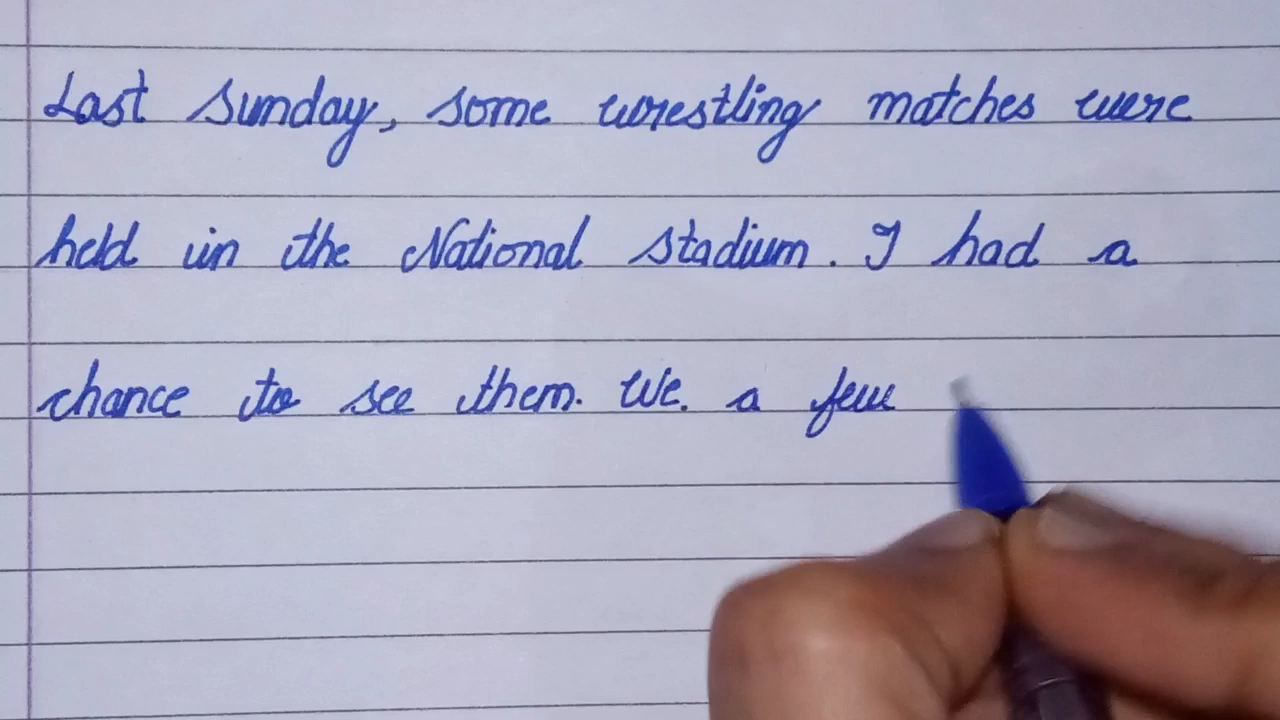 Last Sunday, some wrestling matches were
held in the National Stadium. I had a
chance to see them. We. a few